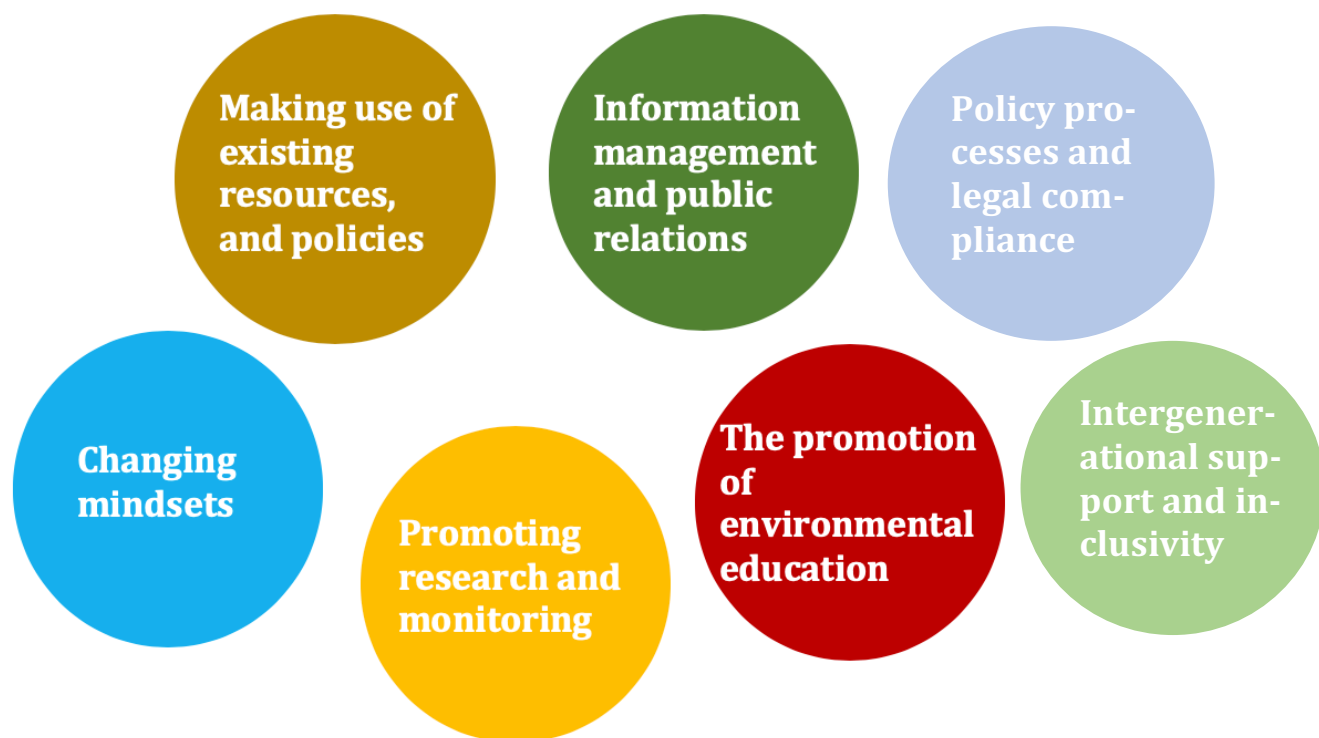 Making use of
existing
resources,
and policies
Information
management
and public
relations
Policy pro-
cesses and
legal com-
pliance
Changing
mindsets
Promoting
research and
monitoring
The promotion
of
environmental
education
Intergener-
ational sup-
port and in-
clusivity